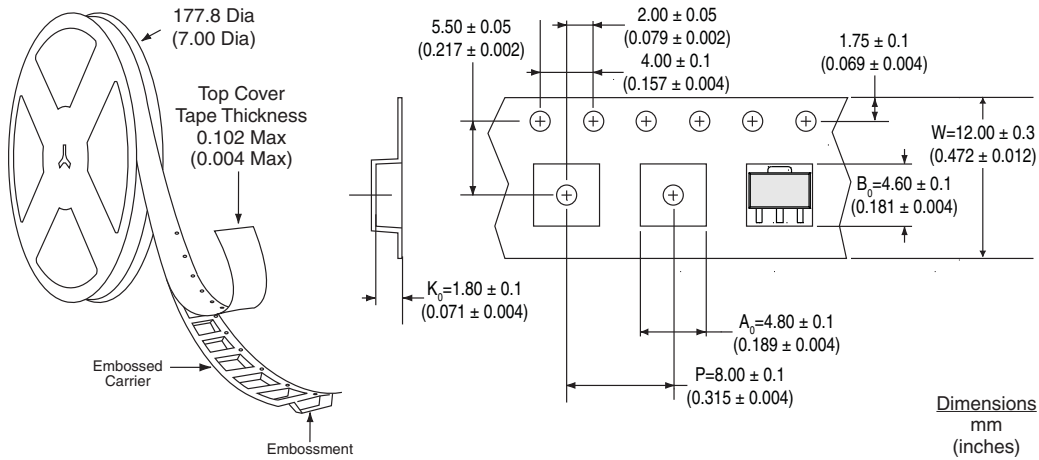 177.8 Dia
(7.00 Dia)
Top Cover
Tape Thickness
0.102 Max
(0.004 Max)
Embossed
Carrier
Embossment
5.50 ± 0.05
(0.217 ± 0.002)
2.00 ± 0.05
(0.079 ± 0.002)
4.00 ± 0.1
(0.157 ± 0.004)
1.75 ± 0.1
(0.069 ± 0.004)
W=12.00 ± 0.3
(0.472 ± 0.012)
B₀=4.60 ± 0.1
(0.181 ± 0.004)
K₀=1.80 ± 0.1
(0.071 ± 0.004)
A₀=4.80 ± 0.1
(0.189 ± 0.004)
P=8.00 ± 0.1
(0.315 ± 0.004)
Dimensions
mm
(inches)